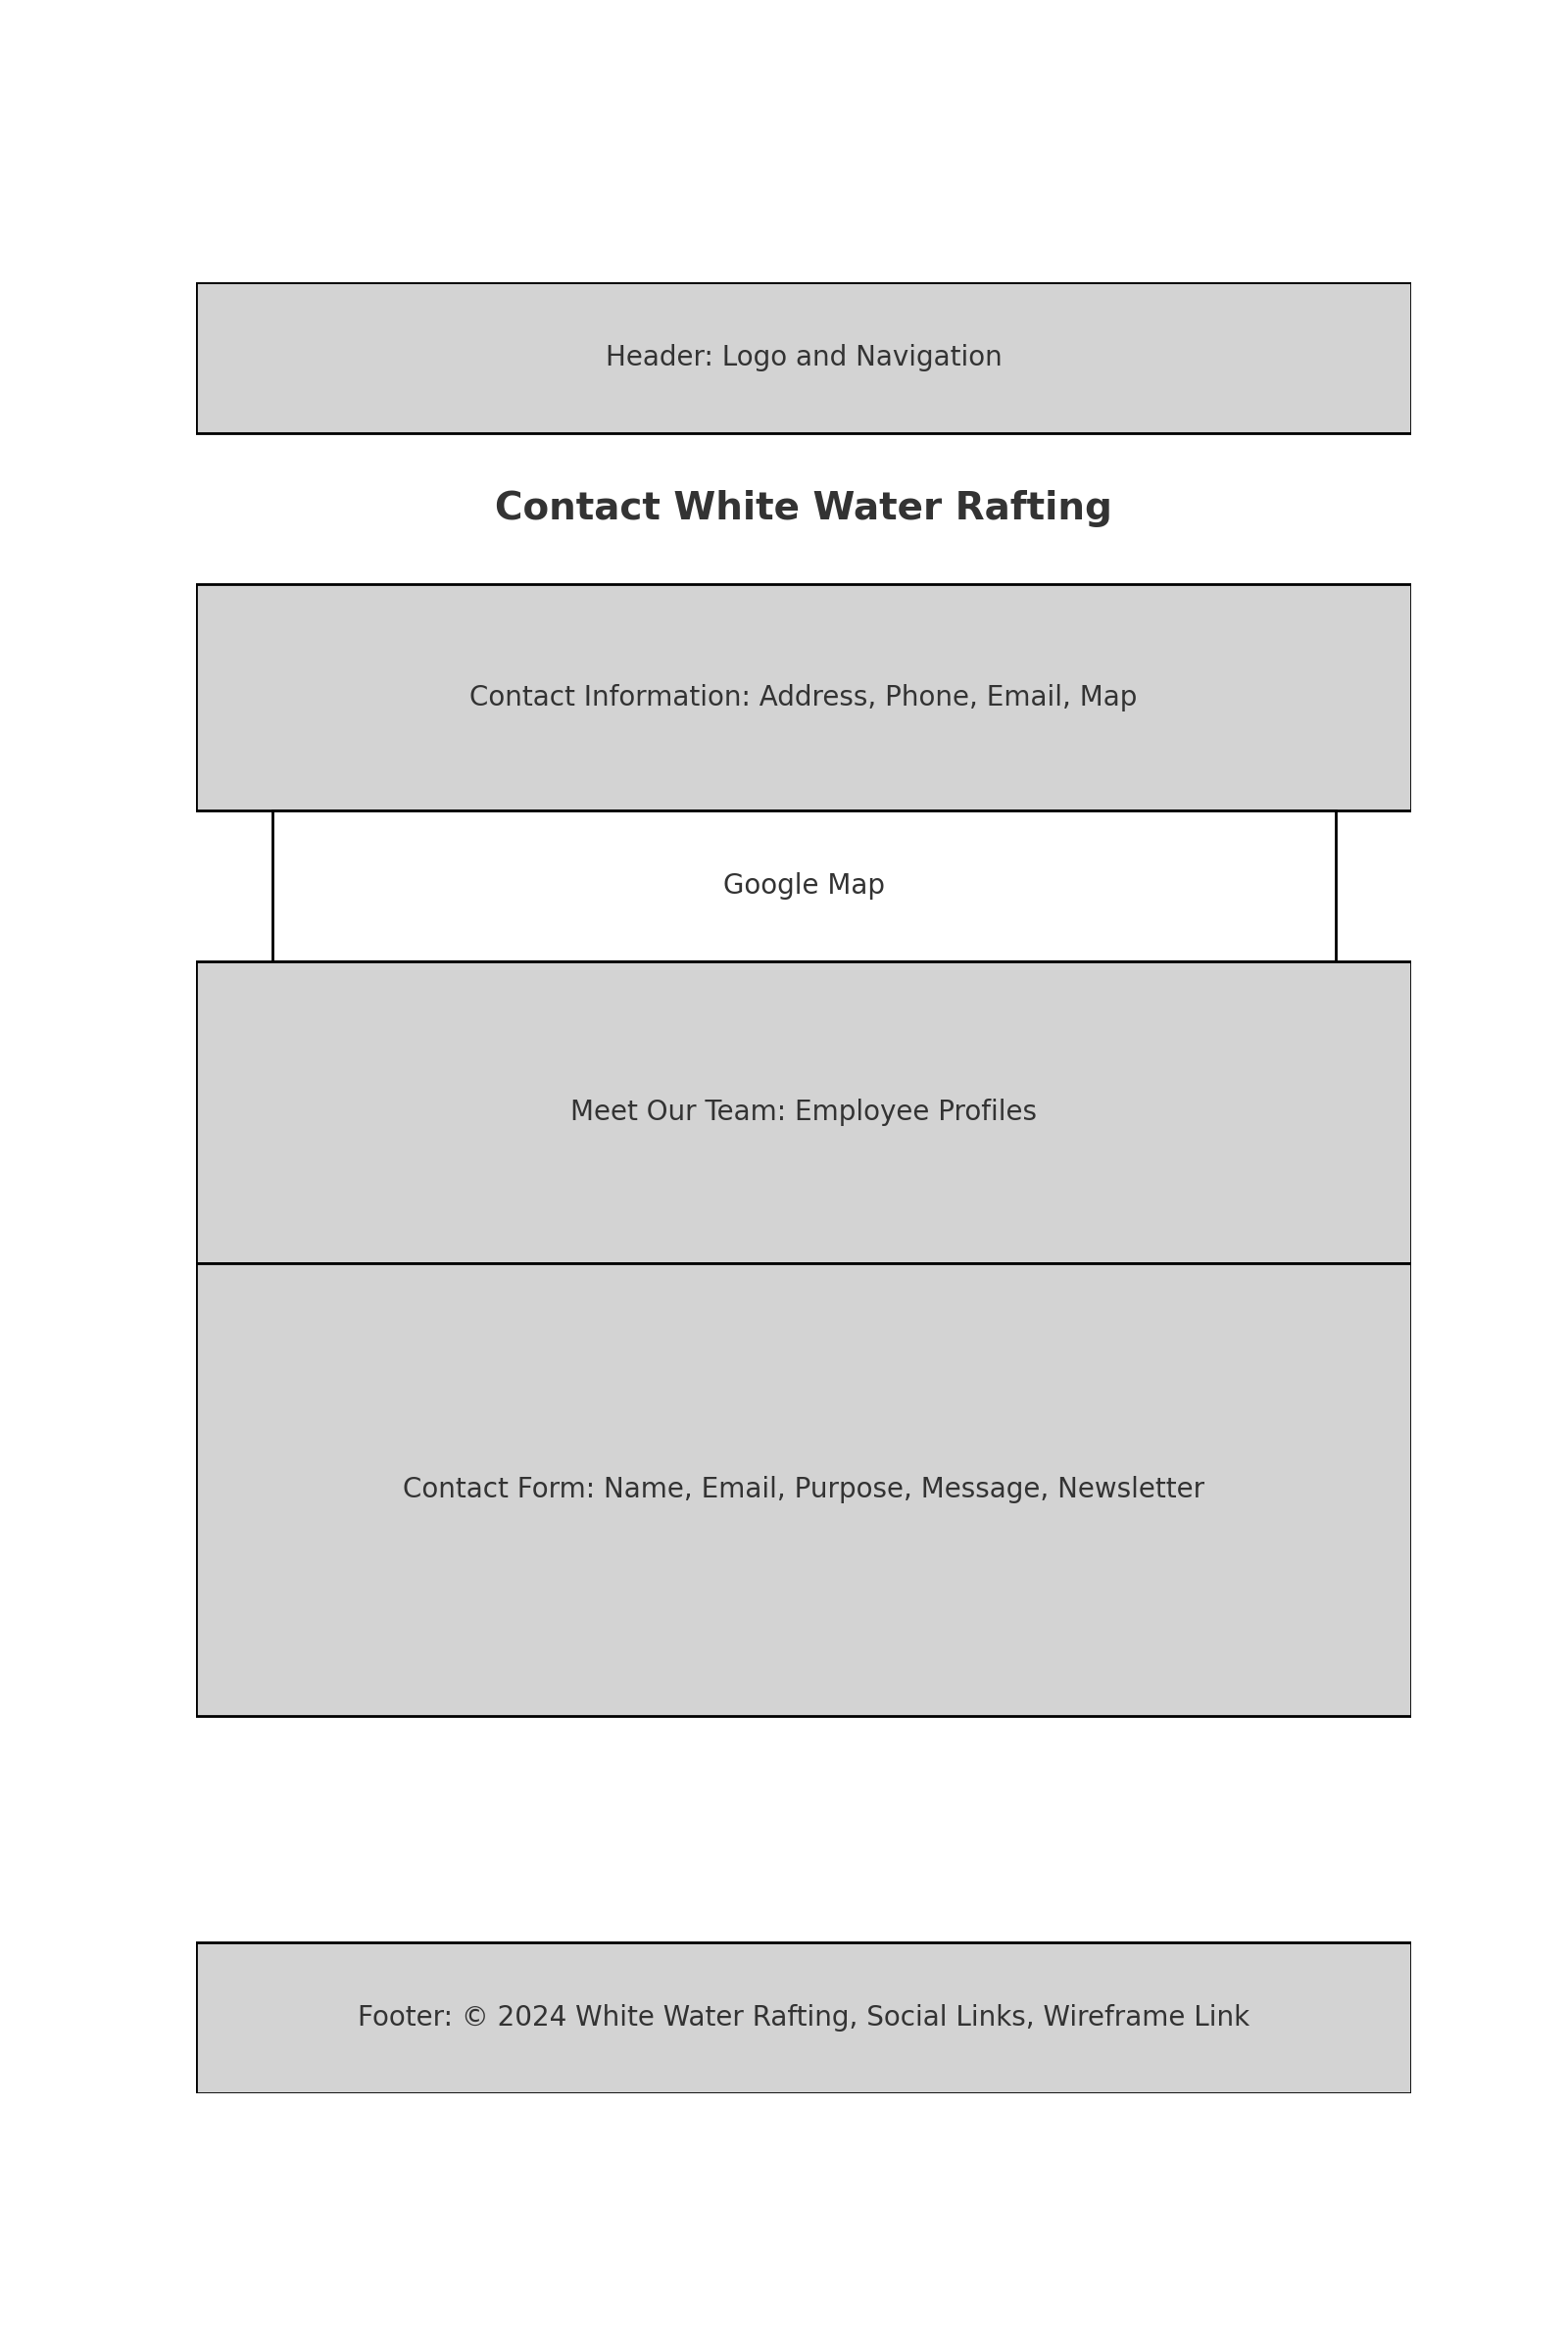 Header: Logo and Navigation
Contact White Water Rafting
Contact Information: Address, Phone, Email, Map
Google Map
Meet Our Team: Employee Profiles
Contact Form: Name, Email, Purpose, Message, Newsletter
Footer: © 2024 White Water Rafting, Social Links, Wireframe Link